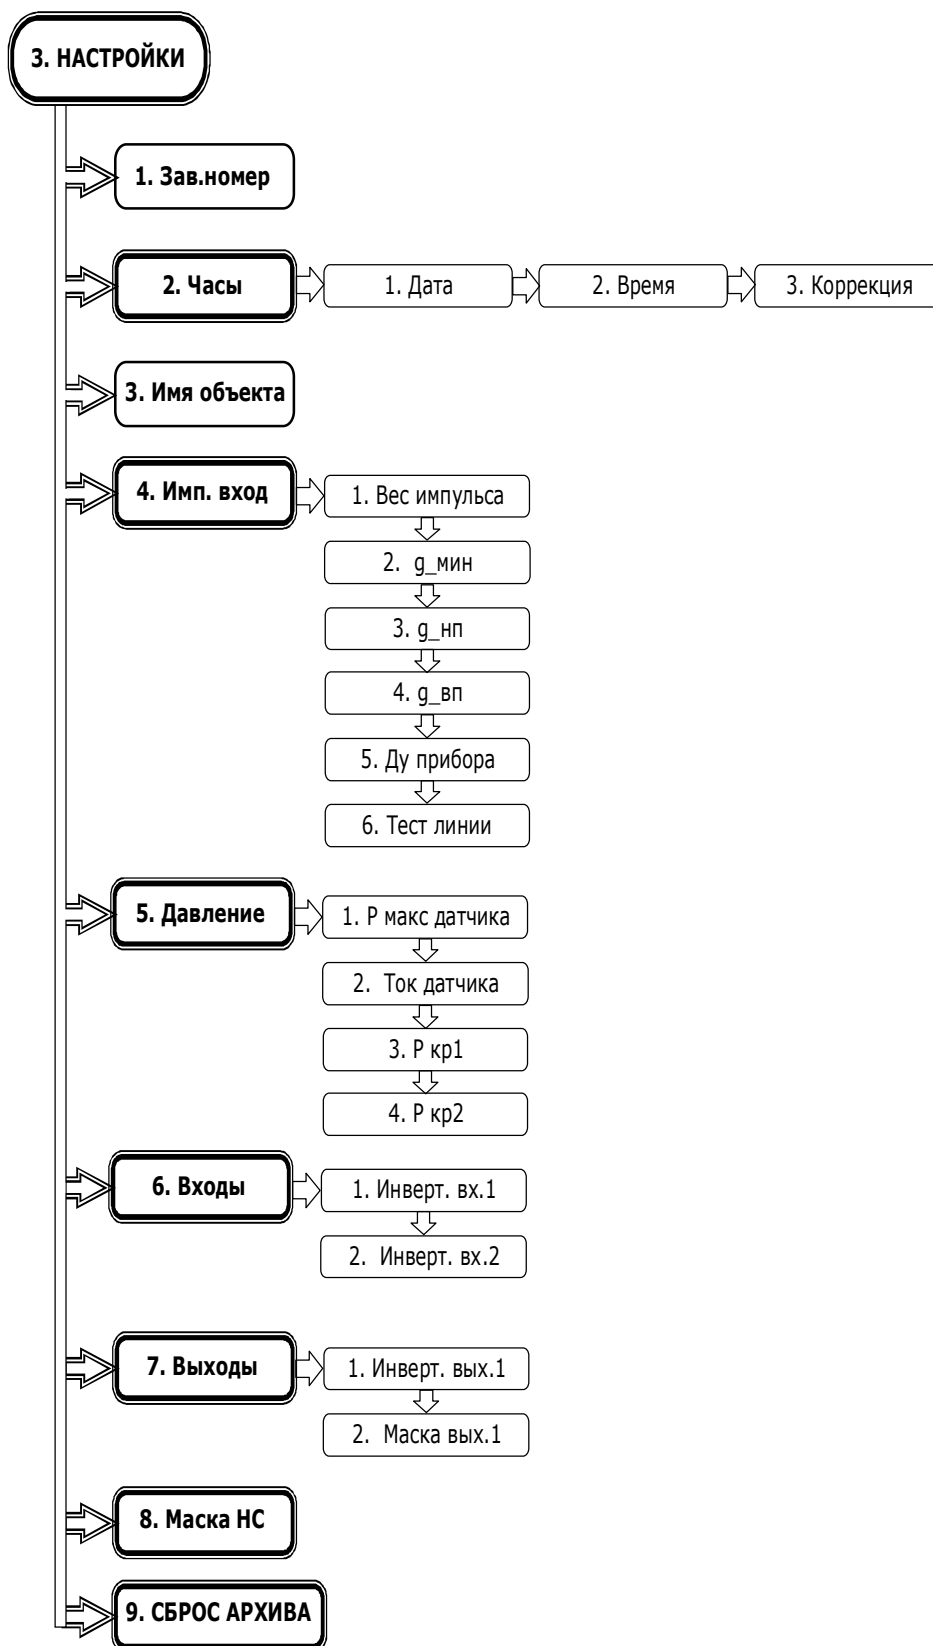 3. НАСТРОЙКИ
1. Зав.номер
2. Часы
1. Дата
2. Время
3. Коррекция
3. Имя объекта
4. Имп. вход
1. Вес импульса
2. g_мин
3. g_нп
4. g_вп
5. Ду прибора
6. Тест линии
5. Давление
1. Р макс датчика
2. Ток датчика
3. Р кр1
4. Р кр2
6. Входы
1. Инверт. вх.1
2. Инверт. вх.2
7. Выходы
1. Инверт. вых.1
2. Маска вых.1
8. Маска НС
9. СБРОС АРХИВА